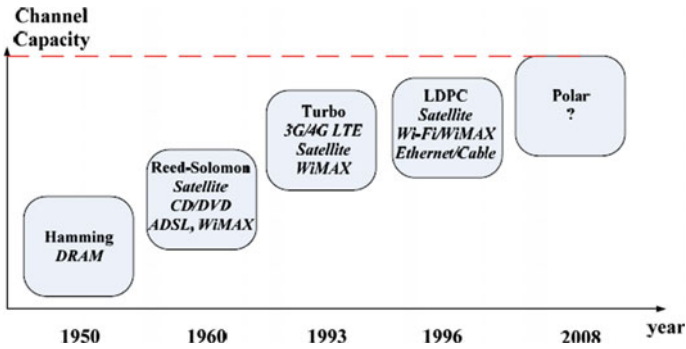 Channel
Capacity
Hamming
DRAM
Reed-Solomon
Satellite
CD/DVD
ADSL, WiMAX
Turbo
3G/4G LTE
Satellite
WiMAX
LDPC
Satellite
Wi-Fi/WiMAX
Ethernet/Cable
Polar
?
1950
1960
1993
1996
2008
year